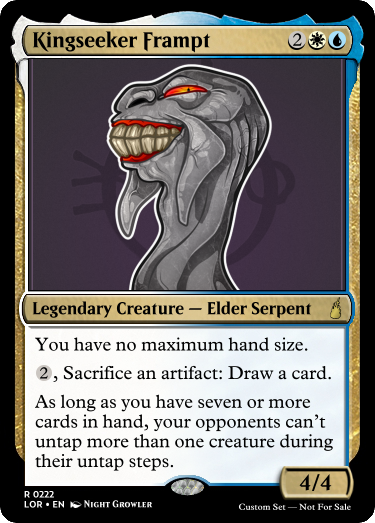 Kingseeker Frampt 2
Legendary Creature — Elder Serpent
You have no maximum hand size.
2, Sacrifice an artifact: Draw a card.
As long as you have seven or more
cards in hand, your opponents can't
untap more than one creature during
their untap steps.
4/4
R 0222
LOR • EN Night Growler
Custom Set — Not For Sale